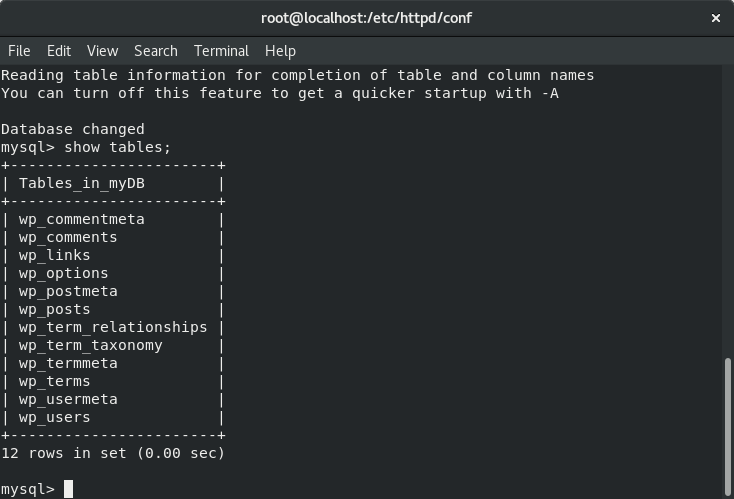 root@localhost:/etc/httpd/conf
×
File Edit View Search Terminal Help
Reading table information for completion of table and column names
You can turn off this feature to get a quicker startup with -A
Database changed
mysql> show tables;
+-----------------------+
| Tables_in_myDB        |
+-----------------------+
| wp_commentmeta        |
| wp_comments           |
| wp_links              |
| wp_options            |
| wp_postmeta           |
| wp_posts              |
| wp_term_relationships |
| wp_term_taxonomy      |
| wp_termmeta           |
| wp_terms              |
| wp_usermeta           |
| wp_users              |
+-----------------------+
12 rows in set (0.00 sec)
mysql>